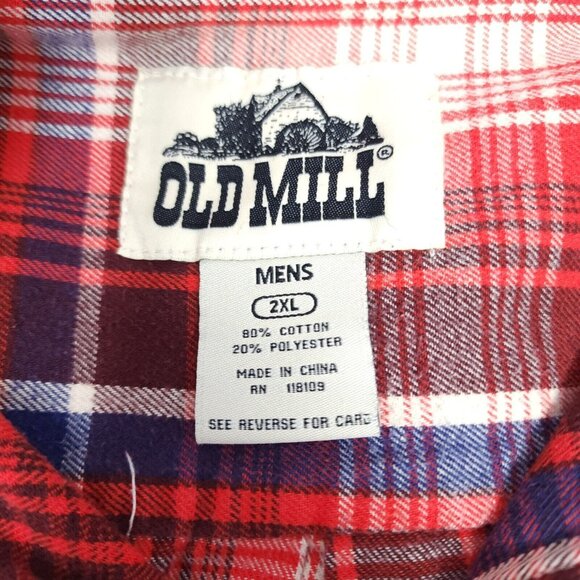 OLD MILL®
MENS
2XL
80% COTTON
20% POLYESTER
MADE IN CHINA
RN 118109
SEE REVERSE FOR CARE